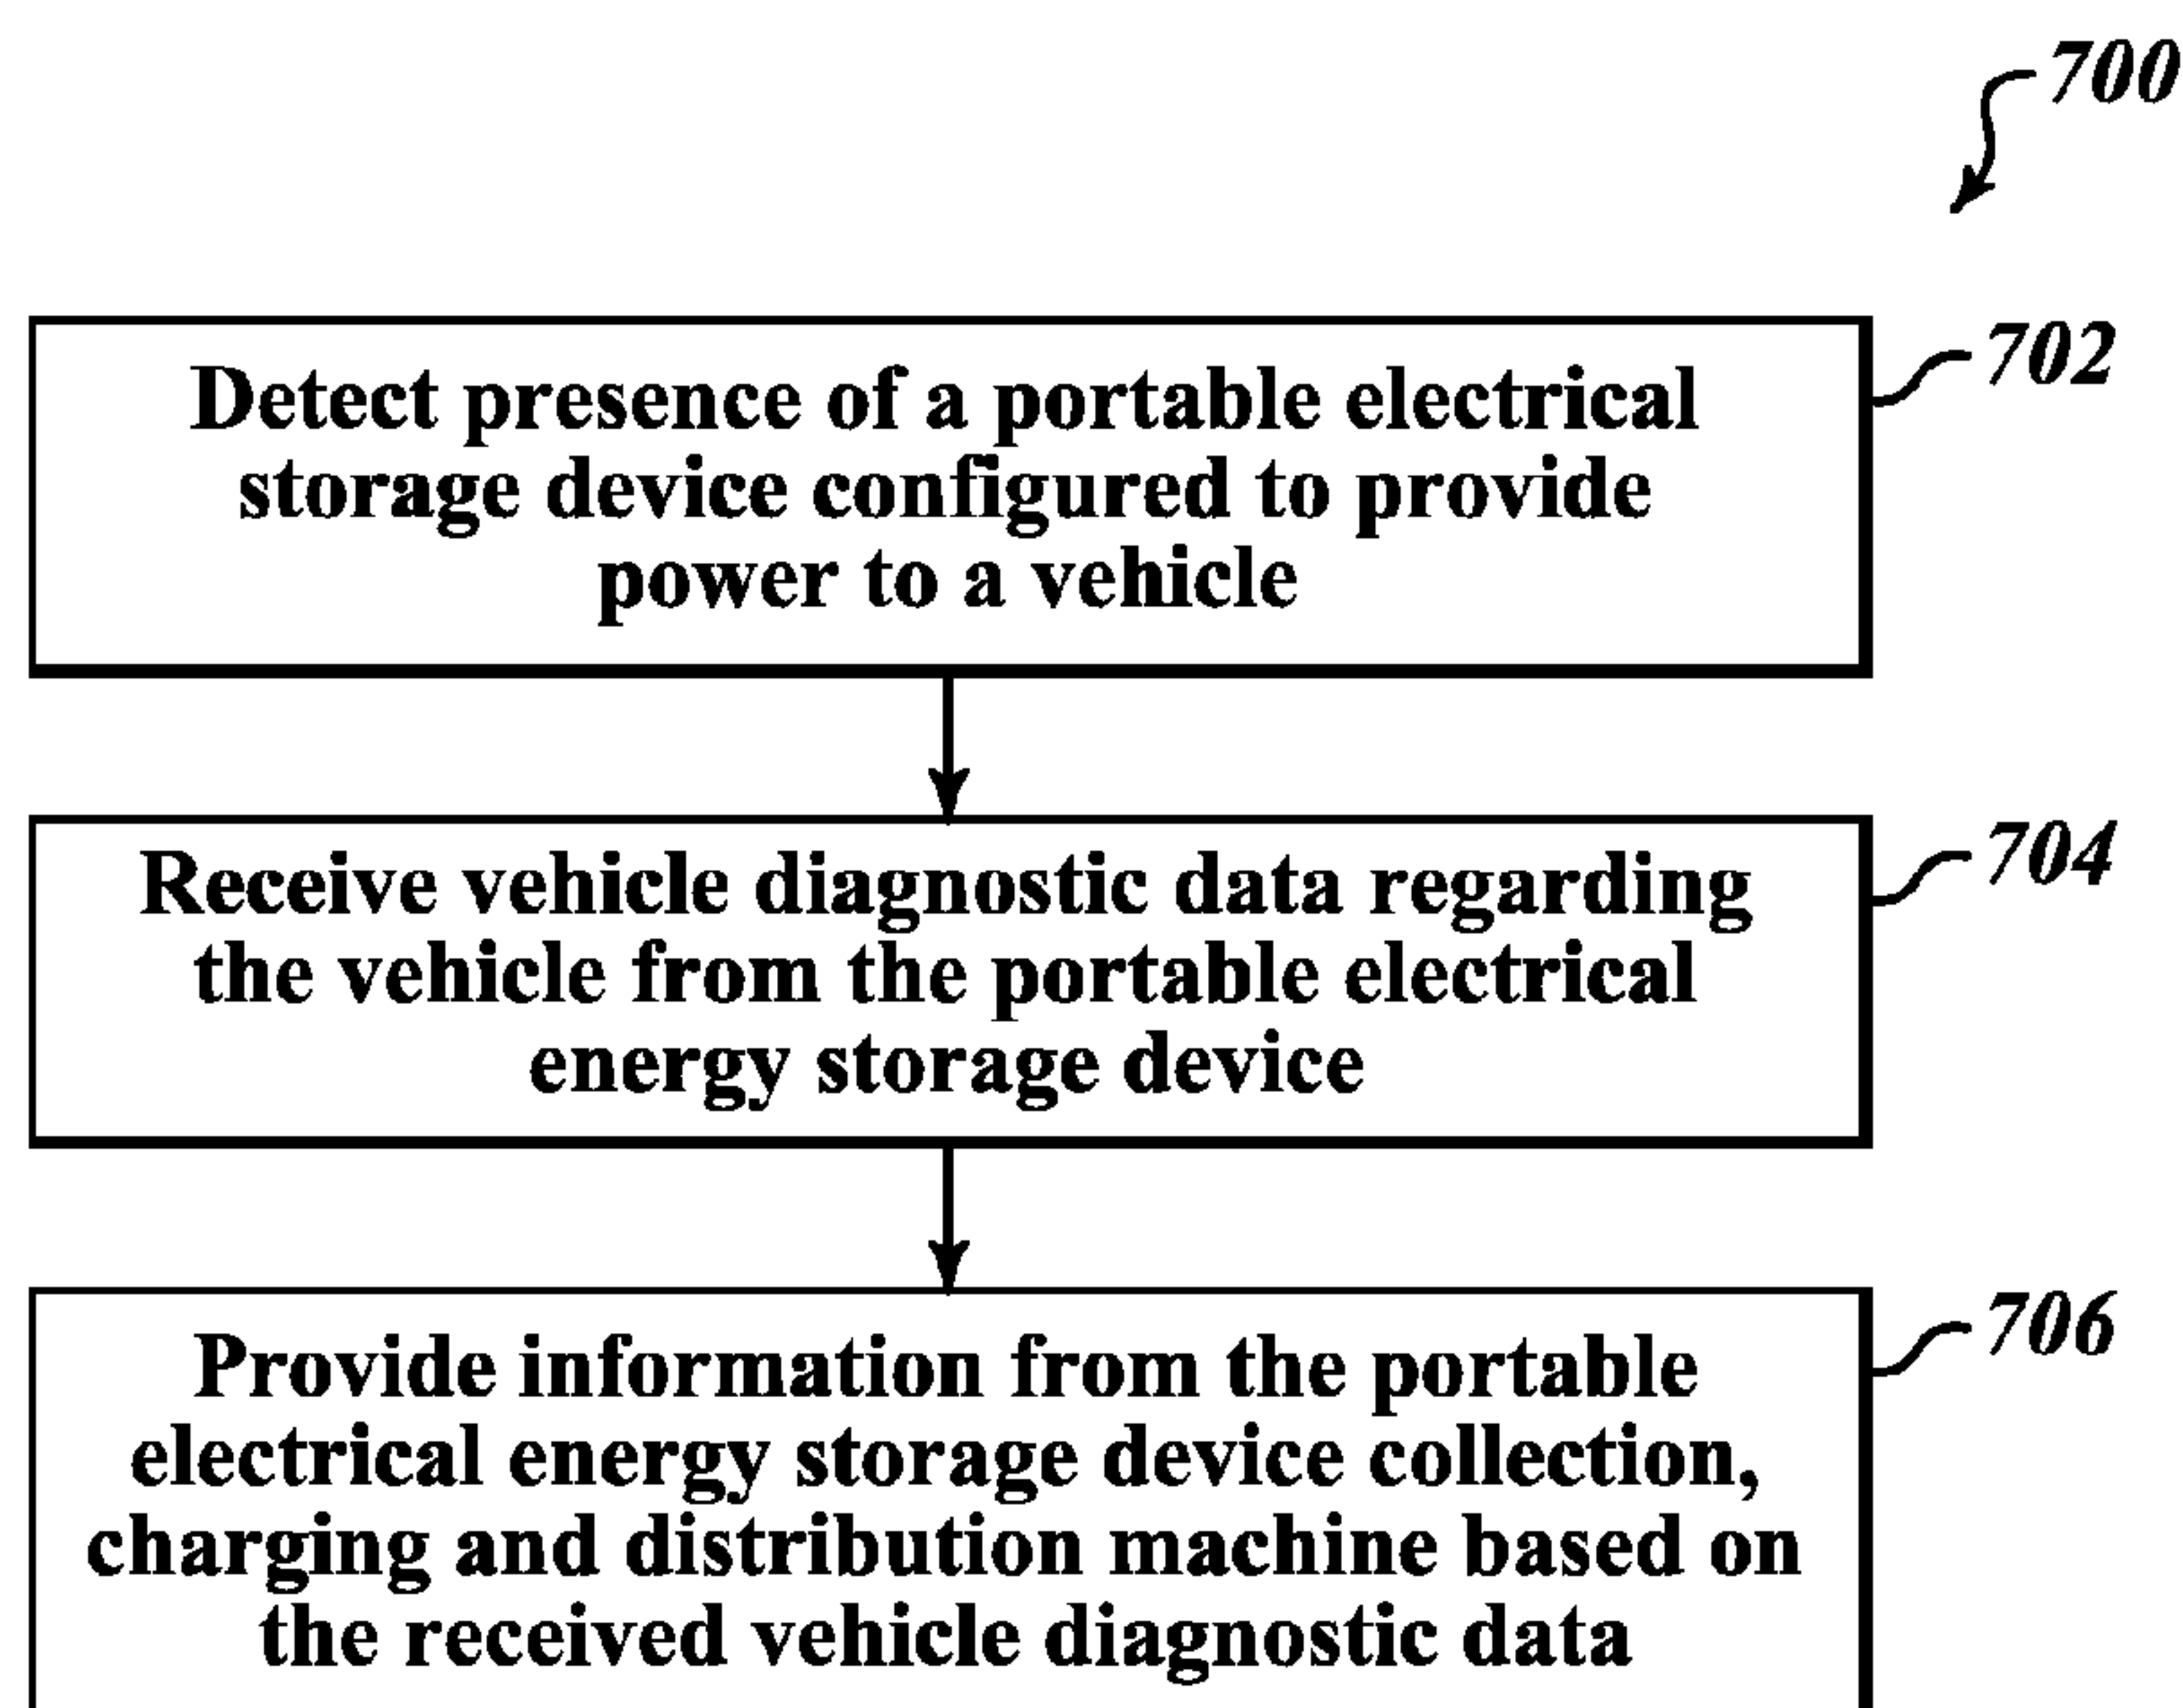 700
702
Detect presence of a portable electrical
storage device configured to provide
power to a vehicle
704
Receive vehicle diagnostic data regarding
the vehicle from the portable electrical
energy storage device
706
Provide information from the portable
electrical energy storage device collection,
charging and distribution machine based on
the received vehicle diagnostic data